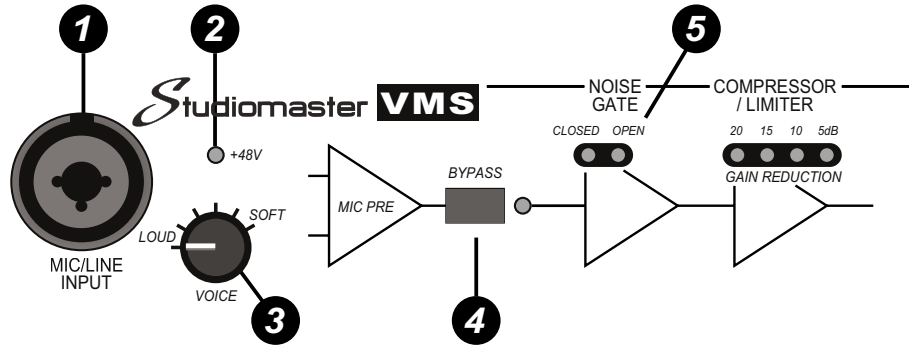 1
2
5
Studiomaster VMS
NOISE
GATE
COMPRESSOR
/ LIMITER
CLOSED OPEN
20 15 10 5dB
+48V
BYPASS
GAIN REDUCTION
MIC PRE
LOUD
SOFT
MIC/LINE
INPUT
VOICE
3
4